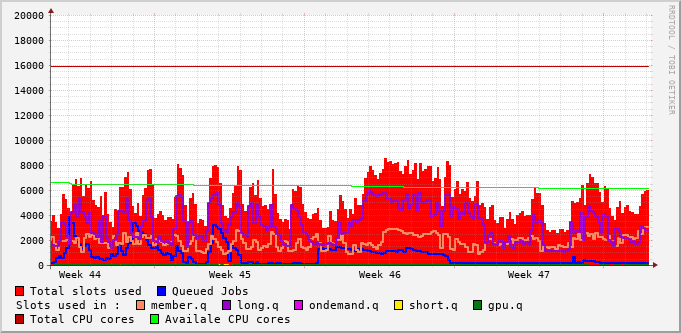 RRDTOOL / TOBI OETIKER
20000
18000
16000
14000
12000
10000
8000
6000
4000
2000
0
Week 44 Week 45 Week 46 Week 47
Total slots used Queued Jobs
Slots used in : member.q long.q ondemand.q short.q gpu.q
Total CPU cores Availale CPU cores